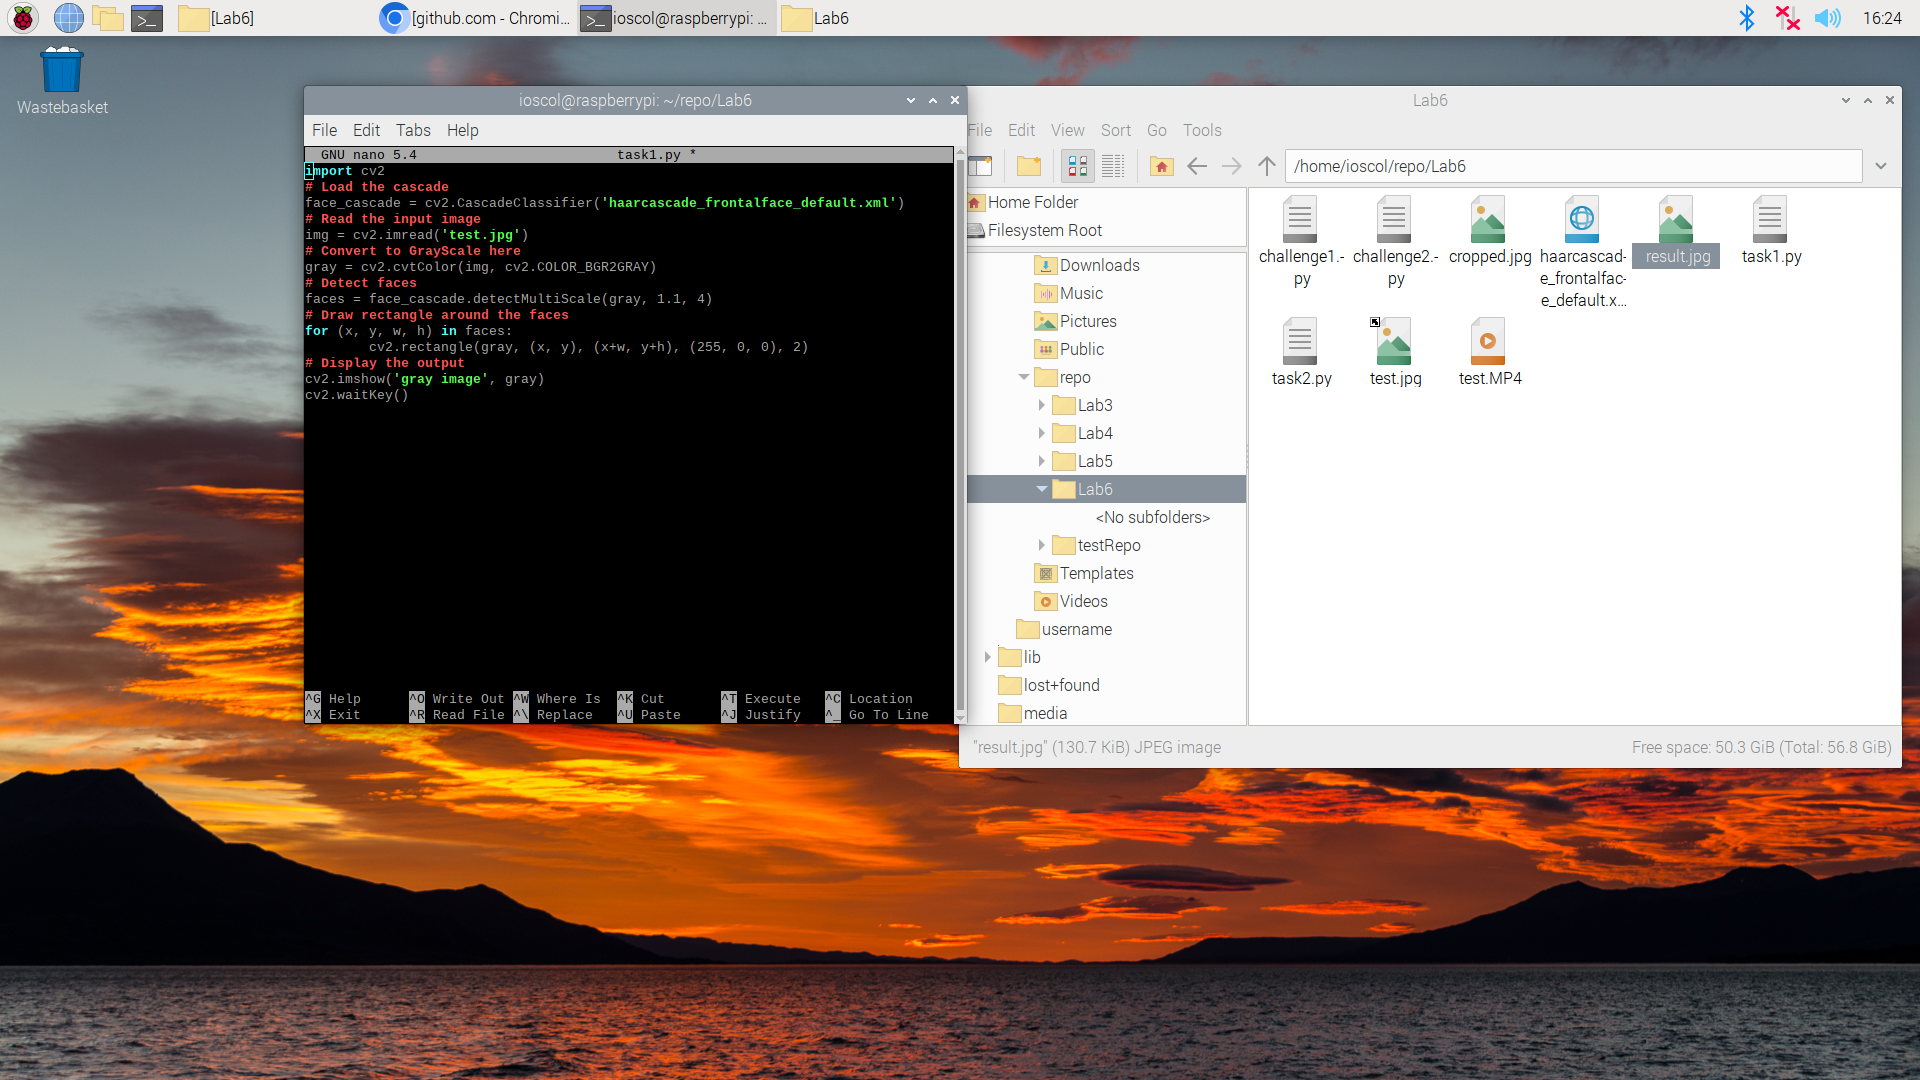 [Lab6]
[github.com - Chromi...
ioscol@raspberrypi: ...
Lab6
16:24
Wastebasket
ioscol@raspberrypi: ~/repo/Lab6
File Edit Tabs Help
GNU nano 5.4 task1.py *
import cv2
# Load the cascade
face_cascade = cv2.CascadeClassifier('haarcascade_frontalface_default.xml')
# Read the input image
img = cv2.imread('test.jpg')
# Convert to GrayScale here
gray = cv2.cvtColor(img, cv2.COLOR_BGR2GRAY)
# Detect faces
faces = face_cascade.detectMultiScale(gray, 1.1, 4)
# Draw rectangle around the faces
for (x, y, w, h) in faces:
        cv2.rectangle(gray, (x, y), (x+w, y+h), (255, 0, 0), 2)
# Display the output
cv2.imshow('gray image', gray)
cv2.waitKey()
^G Help ^O Write Out ^W Where Is ^K Cut ^T Execute ^C Location
^X Exit ^R Read File ^\ Replace ^U Paste ^J Justify ^_ Go To Line
Lab6
File Edit View Sort Go Tools
/home/ioscol/repo/Lab6
Home Folder
Filesystem Root
Downloads
Music
Pictures
Public
repo
Lab3
Lab4
Lab5
Lab6
<No subfolders>
testRepo
Templates
Videos
username
lib
lost+found
media
challenge1.-
py
challenge2.-
py
cropped.jpg
haarcascad-
e_frontalfac-
e_default.x...
result.jpg
task1.py
task2.py
test.jpg
test.MP4
"result.jpg" (130.7 KiB) JPEG image
Free space: 50.3 GiB (Total: 56.8 GiB)